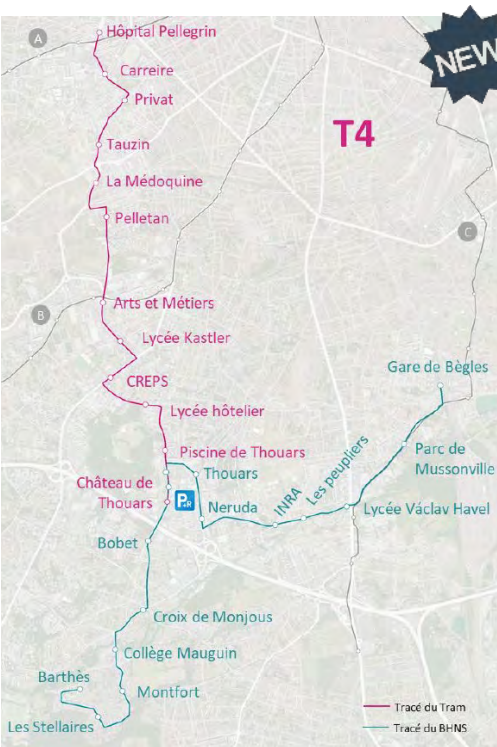 A
Hôpital Pellegrin
NEW
Carreire
Privat
T4
Tauzin
La Médoquine
Pelletan
C
Arts et Métiers
B
Lycée Kastler
Gare de Bègles
CREPS
Lycée hôtelier
Piscine de Thouars
Parc de
Mussonville
Thouars
Château de
Thouars
P+R
Neruda
INRA
Les peupliers
Lycée Václav Havel
Bobet
Croix de Monjous
Collège Mauguin
Barthès
Montfort
Les Stellaires
Tracé du Tram
Tracé du BHNS